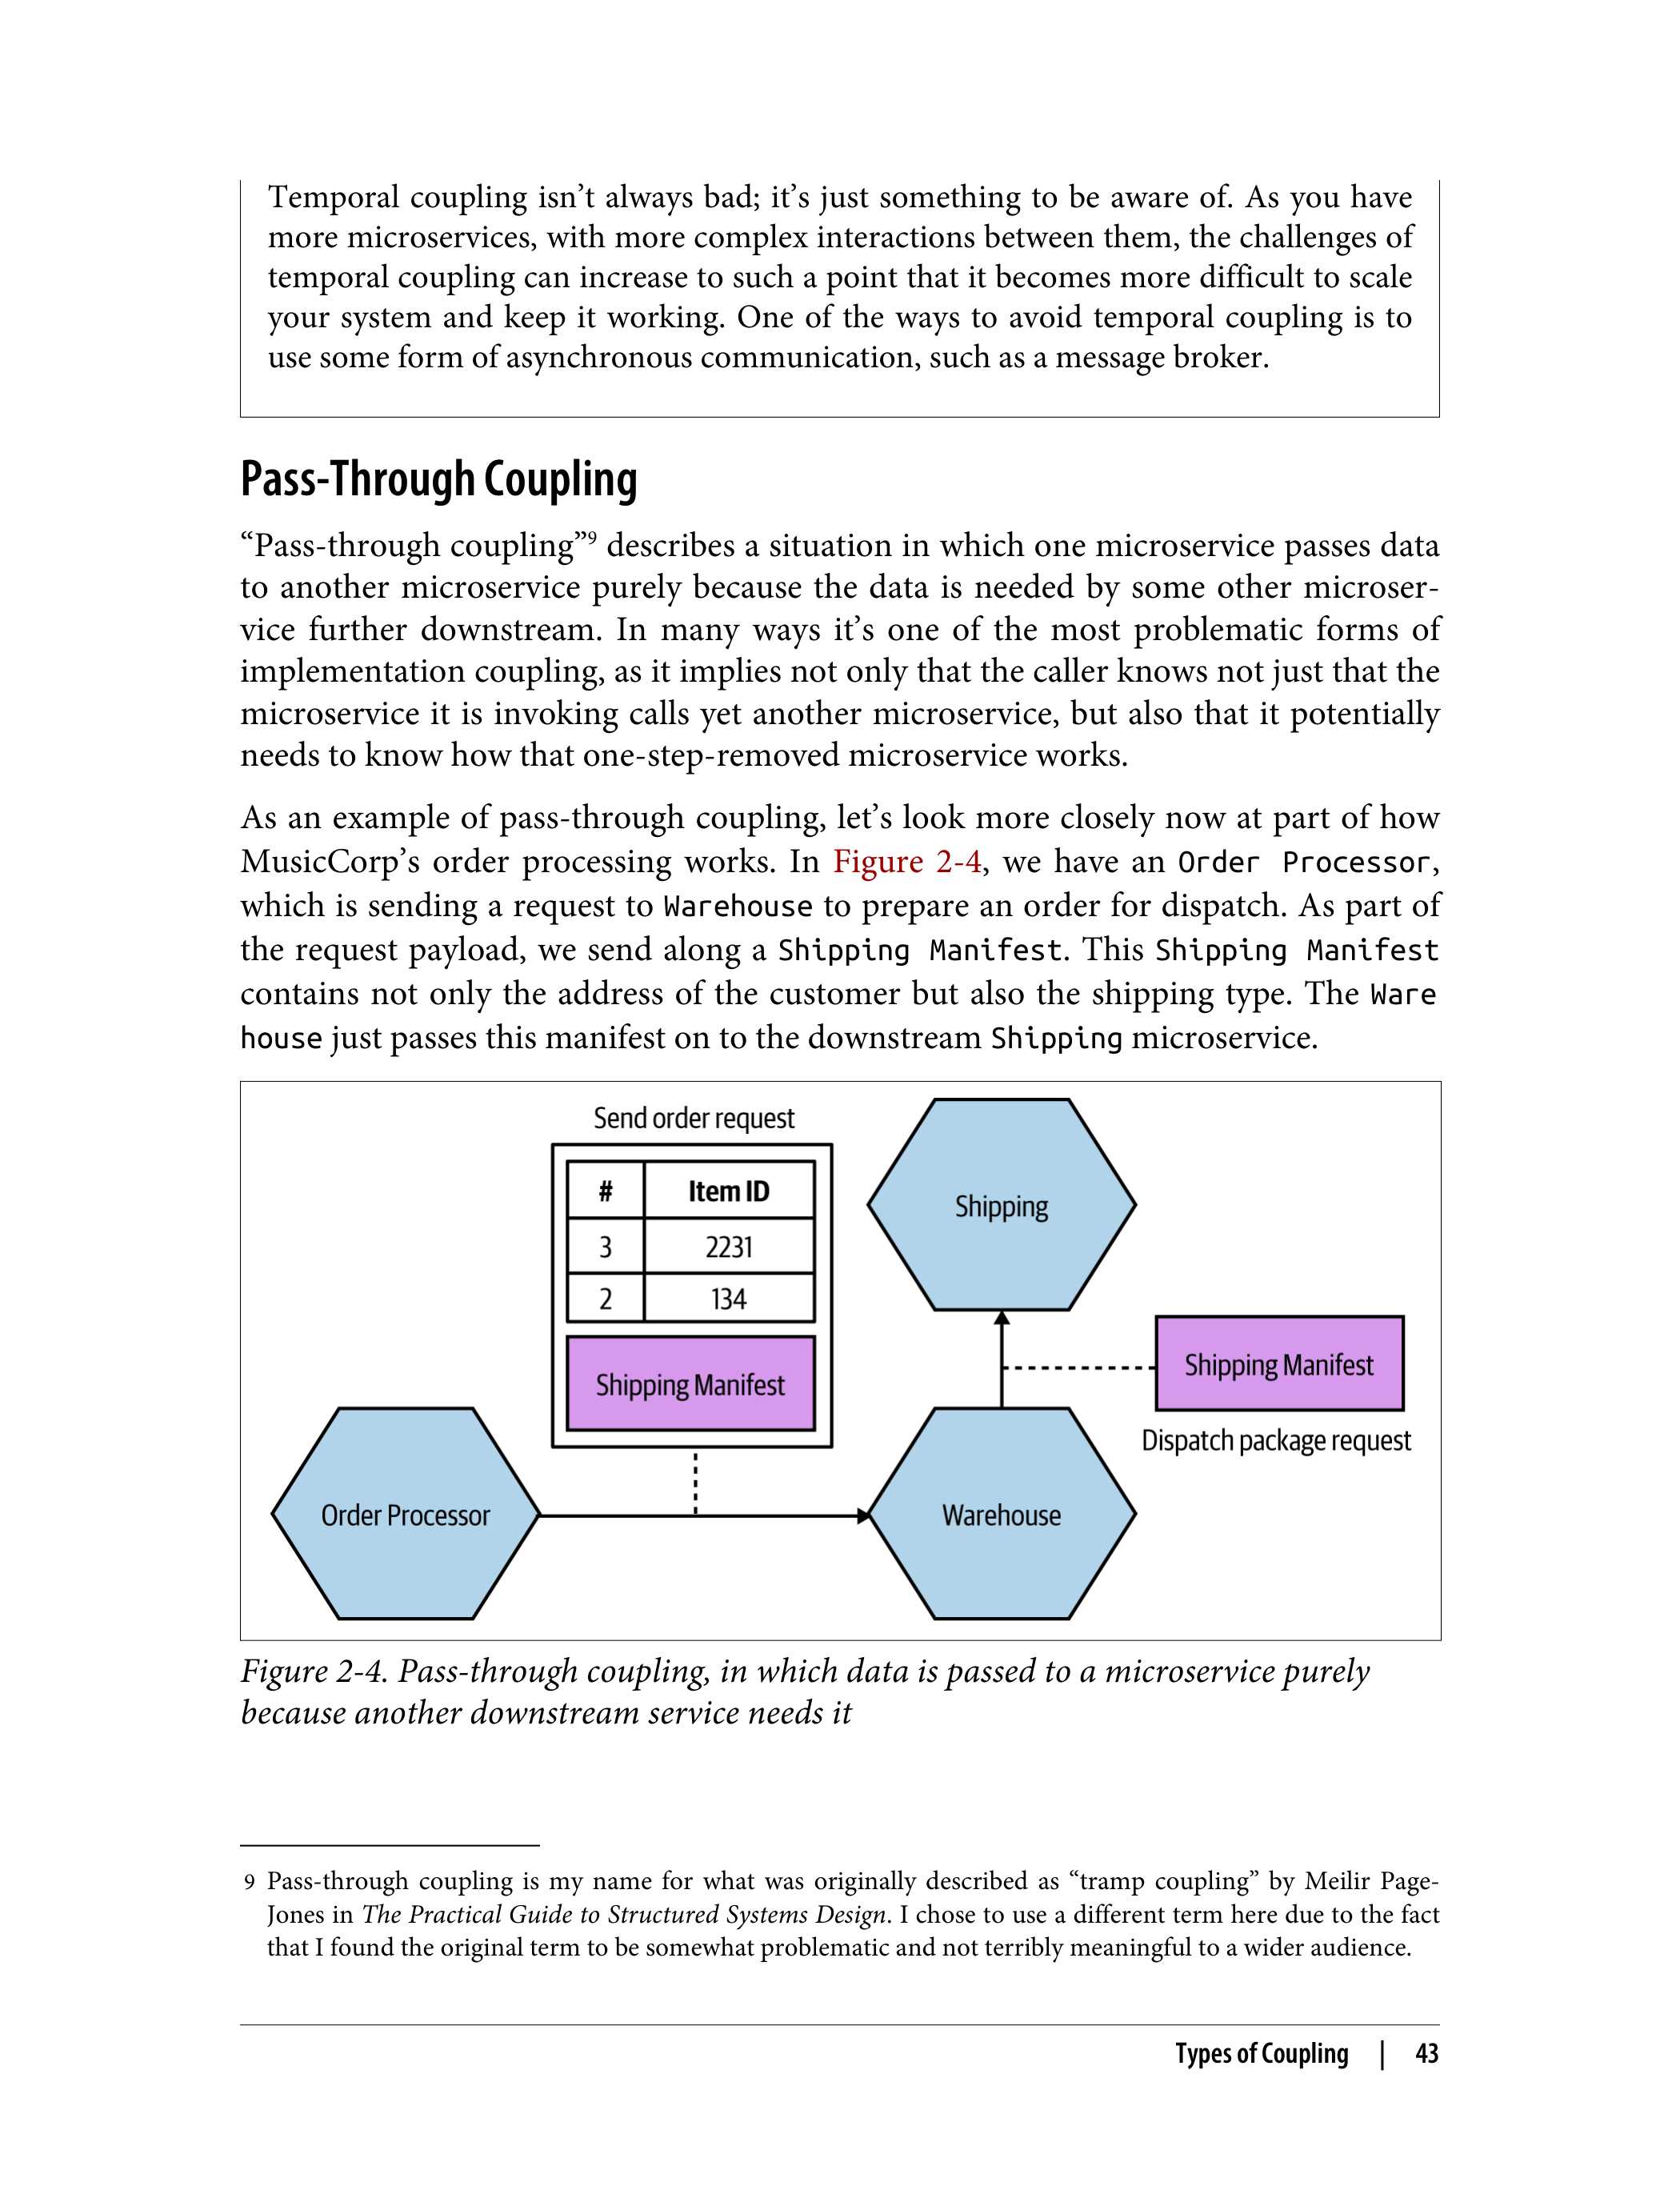 Temporal coupling isn’t always bad; it’s just something to be aware of. As you have
more microservices, with more complex interactions between them, the challenges of
temporal coupling can increase to such a point that it becomes more difficult to scale
your system and keep it working. One of the ways to avoid temporal coupling is to
use some form of asynchronous communication, such as a message broker.
Pass-Through Coupling
“Pass-through coupling”⁹ describes a situation in which one microservice passes data
to another microservice purely because the data is needed by some other microser-
vice further downstream. In many ways it’s one of the most problematic forms of
implementation coupling, as it implies not only that the caller knows not just that the
microservice it is invoking calls yet another microservice, but also that it potentially
needs to know how that one-step-removed microservice works.
As an example of pass-through coupling, let’s look more closely now at part of how
MusicCorp’s order processing works. In Figure 2-4, we have an Order Processor,
which is sending a request to Warehouse to prepare an order for dispatch. As part of
the request payload, we send along a Shipping Manifest. This Shipping Manifest
contains not only the address of the customer but also the shipping type. The Ware
house just passes this manifest on to the downstream Shipping microservice.
Send order request
# Item ID
3 2231
2 134
Shipping Manifest
Shipping
Shipping Manifest
Dispatch package request
Order Processor
Warehouse
Figure 2-4. Pass-through coupling, in which data is passed to a microservice purely
because another downstream service needs it
9 Pass-through coupling is my name for what was originally described as “tramp coupling” by Meilir Page-
Jones in The Practical Guide to Structured Systems Design. I chose to use a different term here due to the fact
that I found the original term to be somewhat problematic and not terribly meaningful to a wider audience.
Types of Coupling | 43